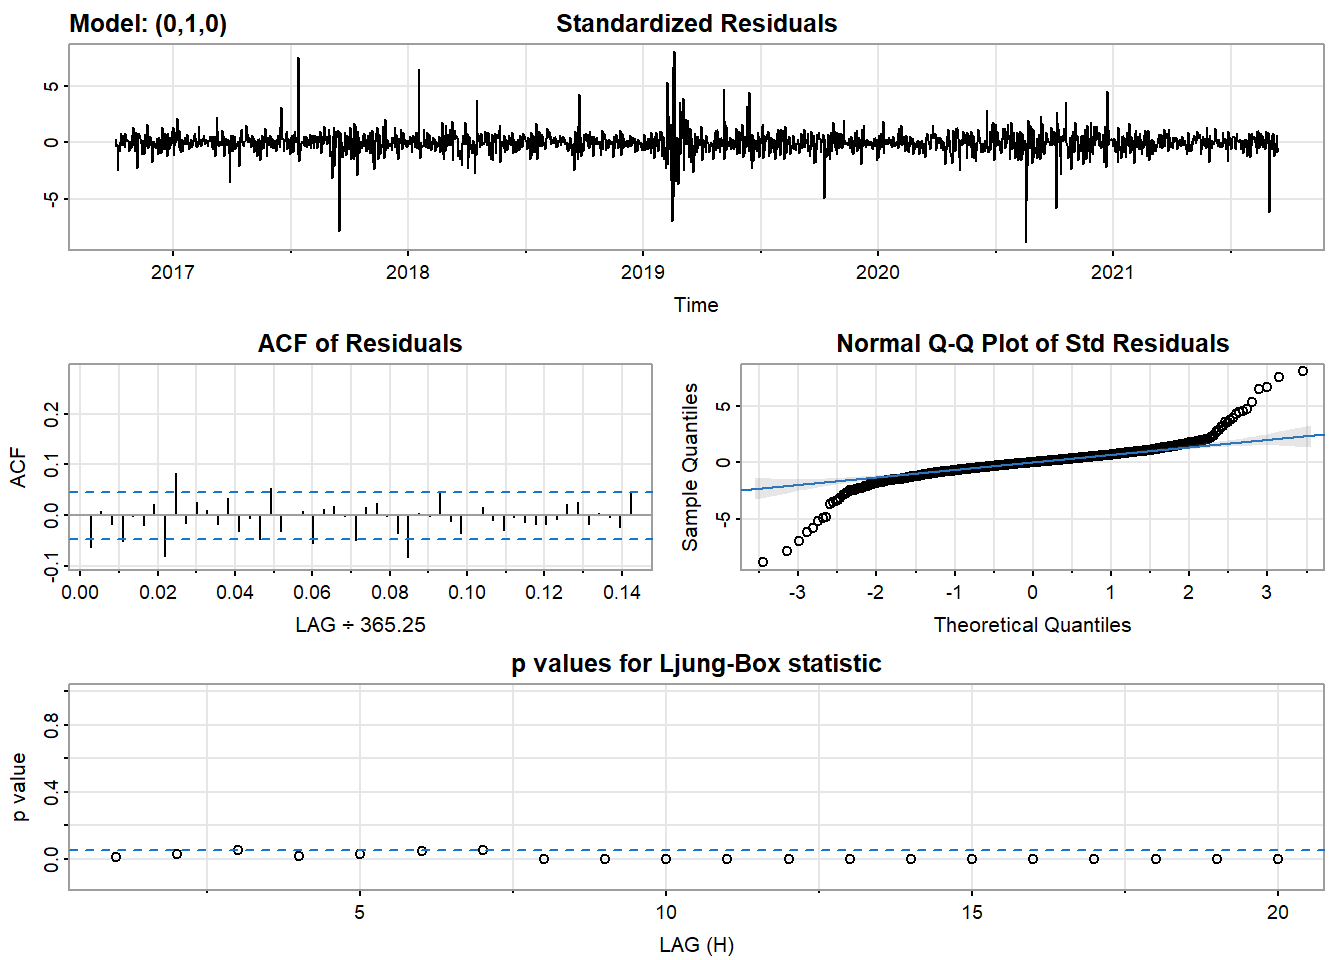 Model: (0,1,0) Standardized Residuals
5
0
-5
2017 2018 2019 2020 2021
Time
ACF of Residuals
ACF
0.2
0.1
0.0
-0.1
0.00 0.02 0.04 0.06 0.08 0.10 0.12 0.14
LAG ÷ 365.25
Normal Q-Q Plot of Std Residuals
Sample Quantiles
5
0
-5
-3 -2 -1 0 1 2 3
Theoretical Quantiles
p values for Ljung-Box statistic
p value
0.8
0.4
0.0
5 10 15 20
LAG (H)